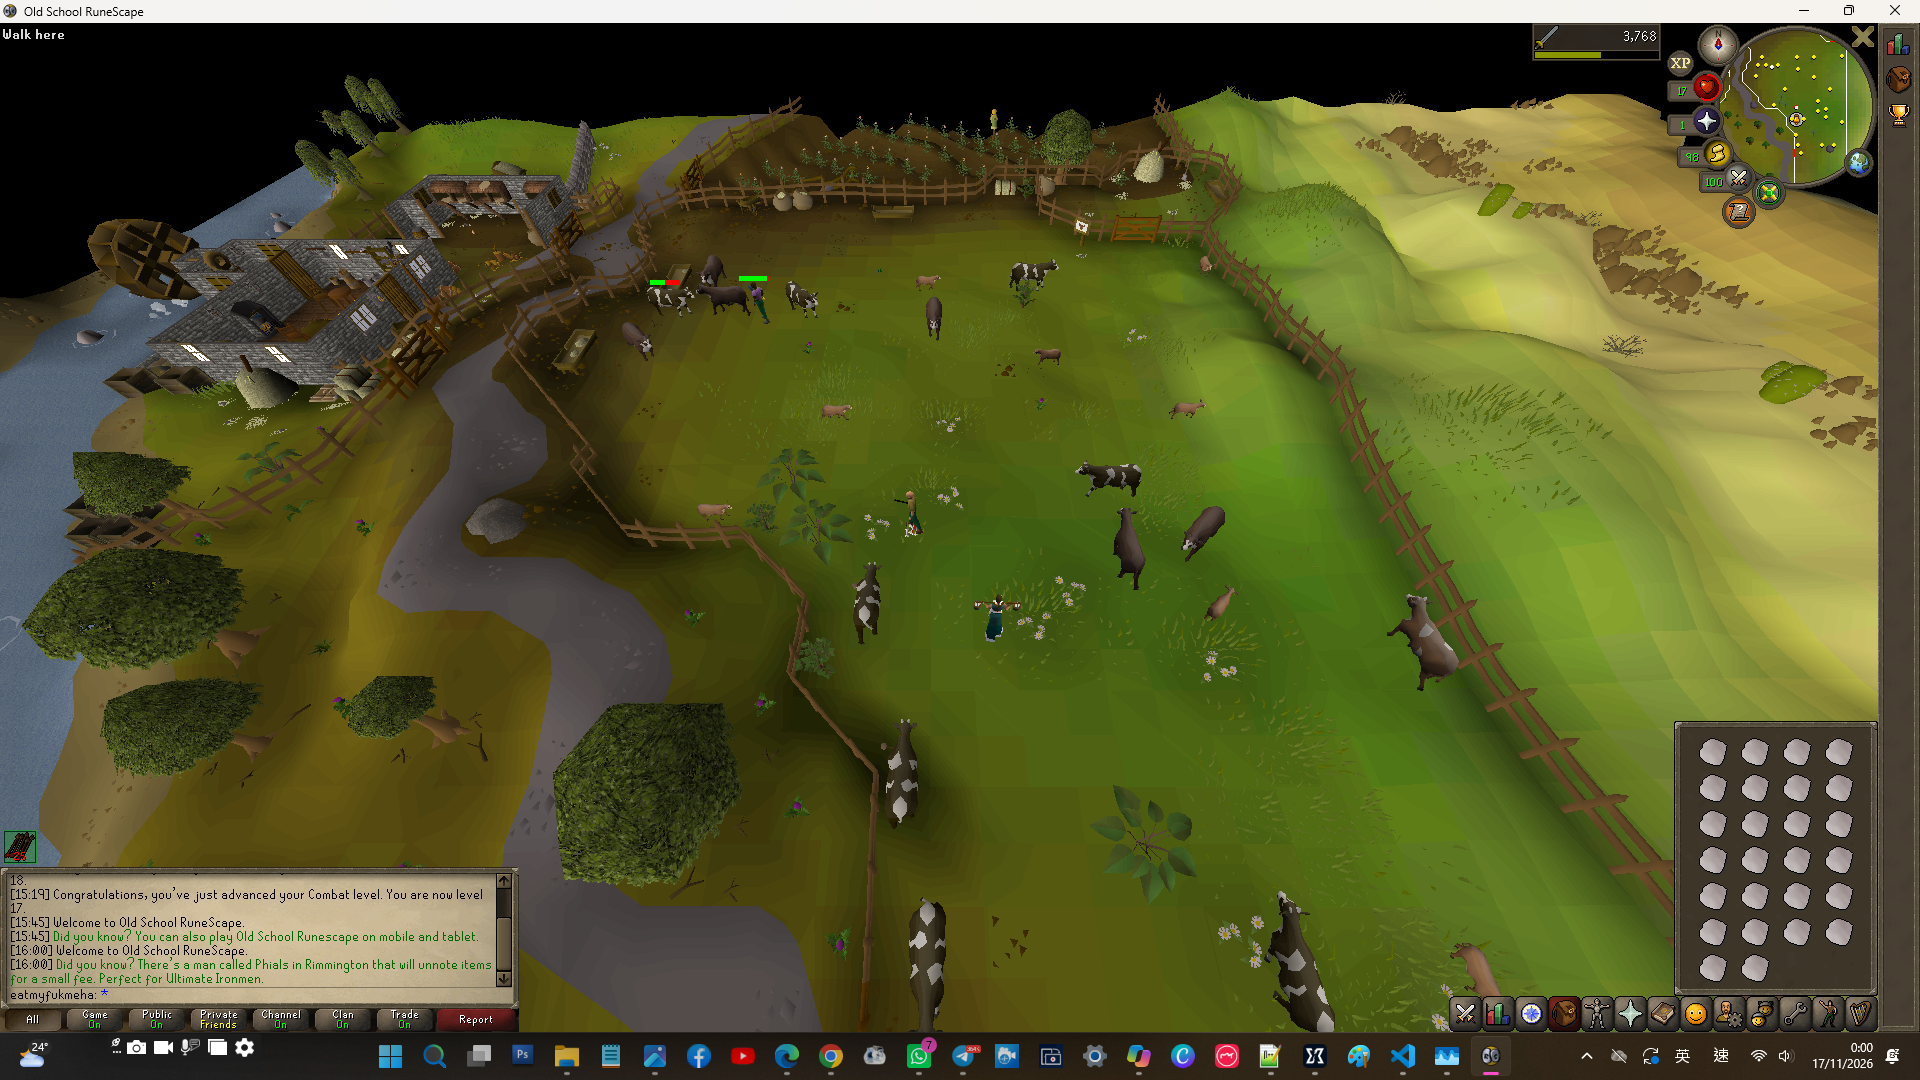 Old School RuneScape
Walk here
3,768
XP
N
17
1
98
100
18.
[15:19] Congratulations, you've just advanced your Combat level. You are now level
17.
[15:45] Welcome to Old School RuneScape.
[15:45] Did you know? You can also play Old School Runescape on mobile and tablet.
[16:00] Welcome to Old School RuneScape.
[16:00] Did you know? There's a man called Phials in Rimmington that will unnote items
for a small fee. Perfect for Ultimate Ironmen.
eatmyfukmeha: *
All
Game
On
Public
On
Private
Friends
Channel
On
Clan
On
Trade
On
Report
24°
Ps
7
英
速
0:00
17/11/2026